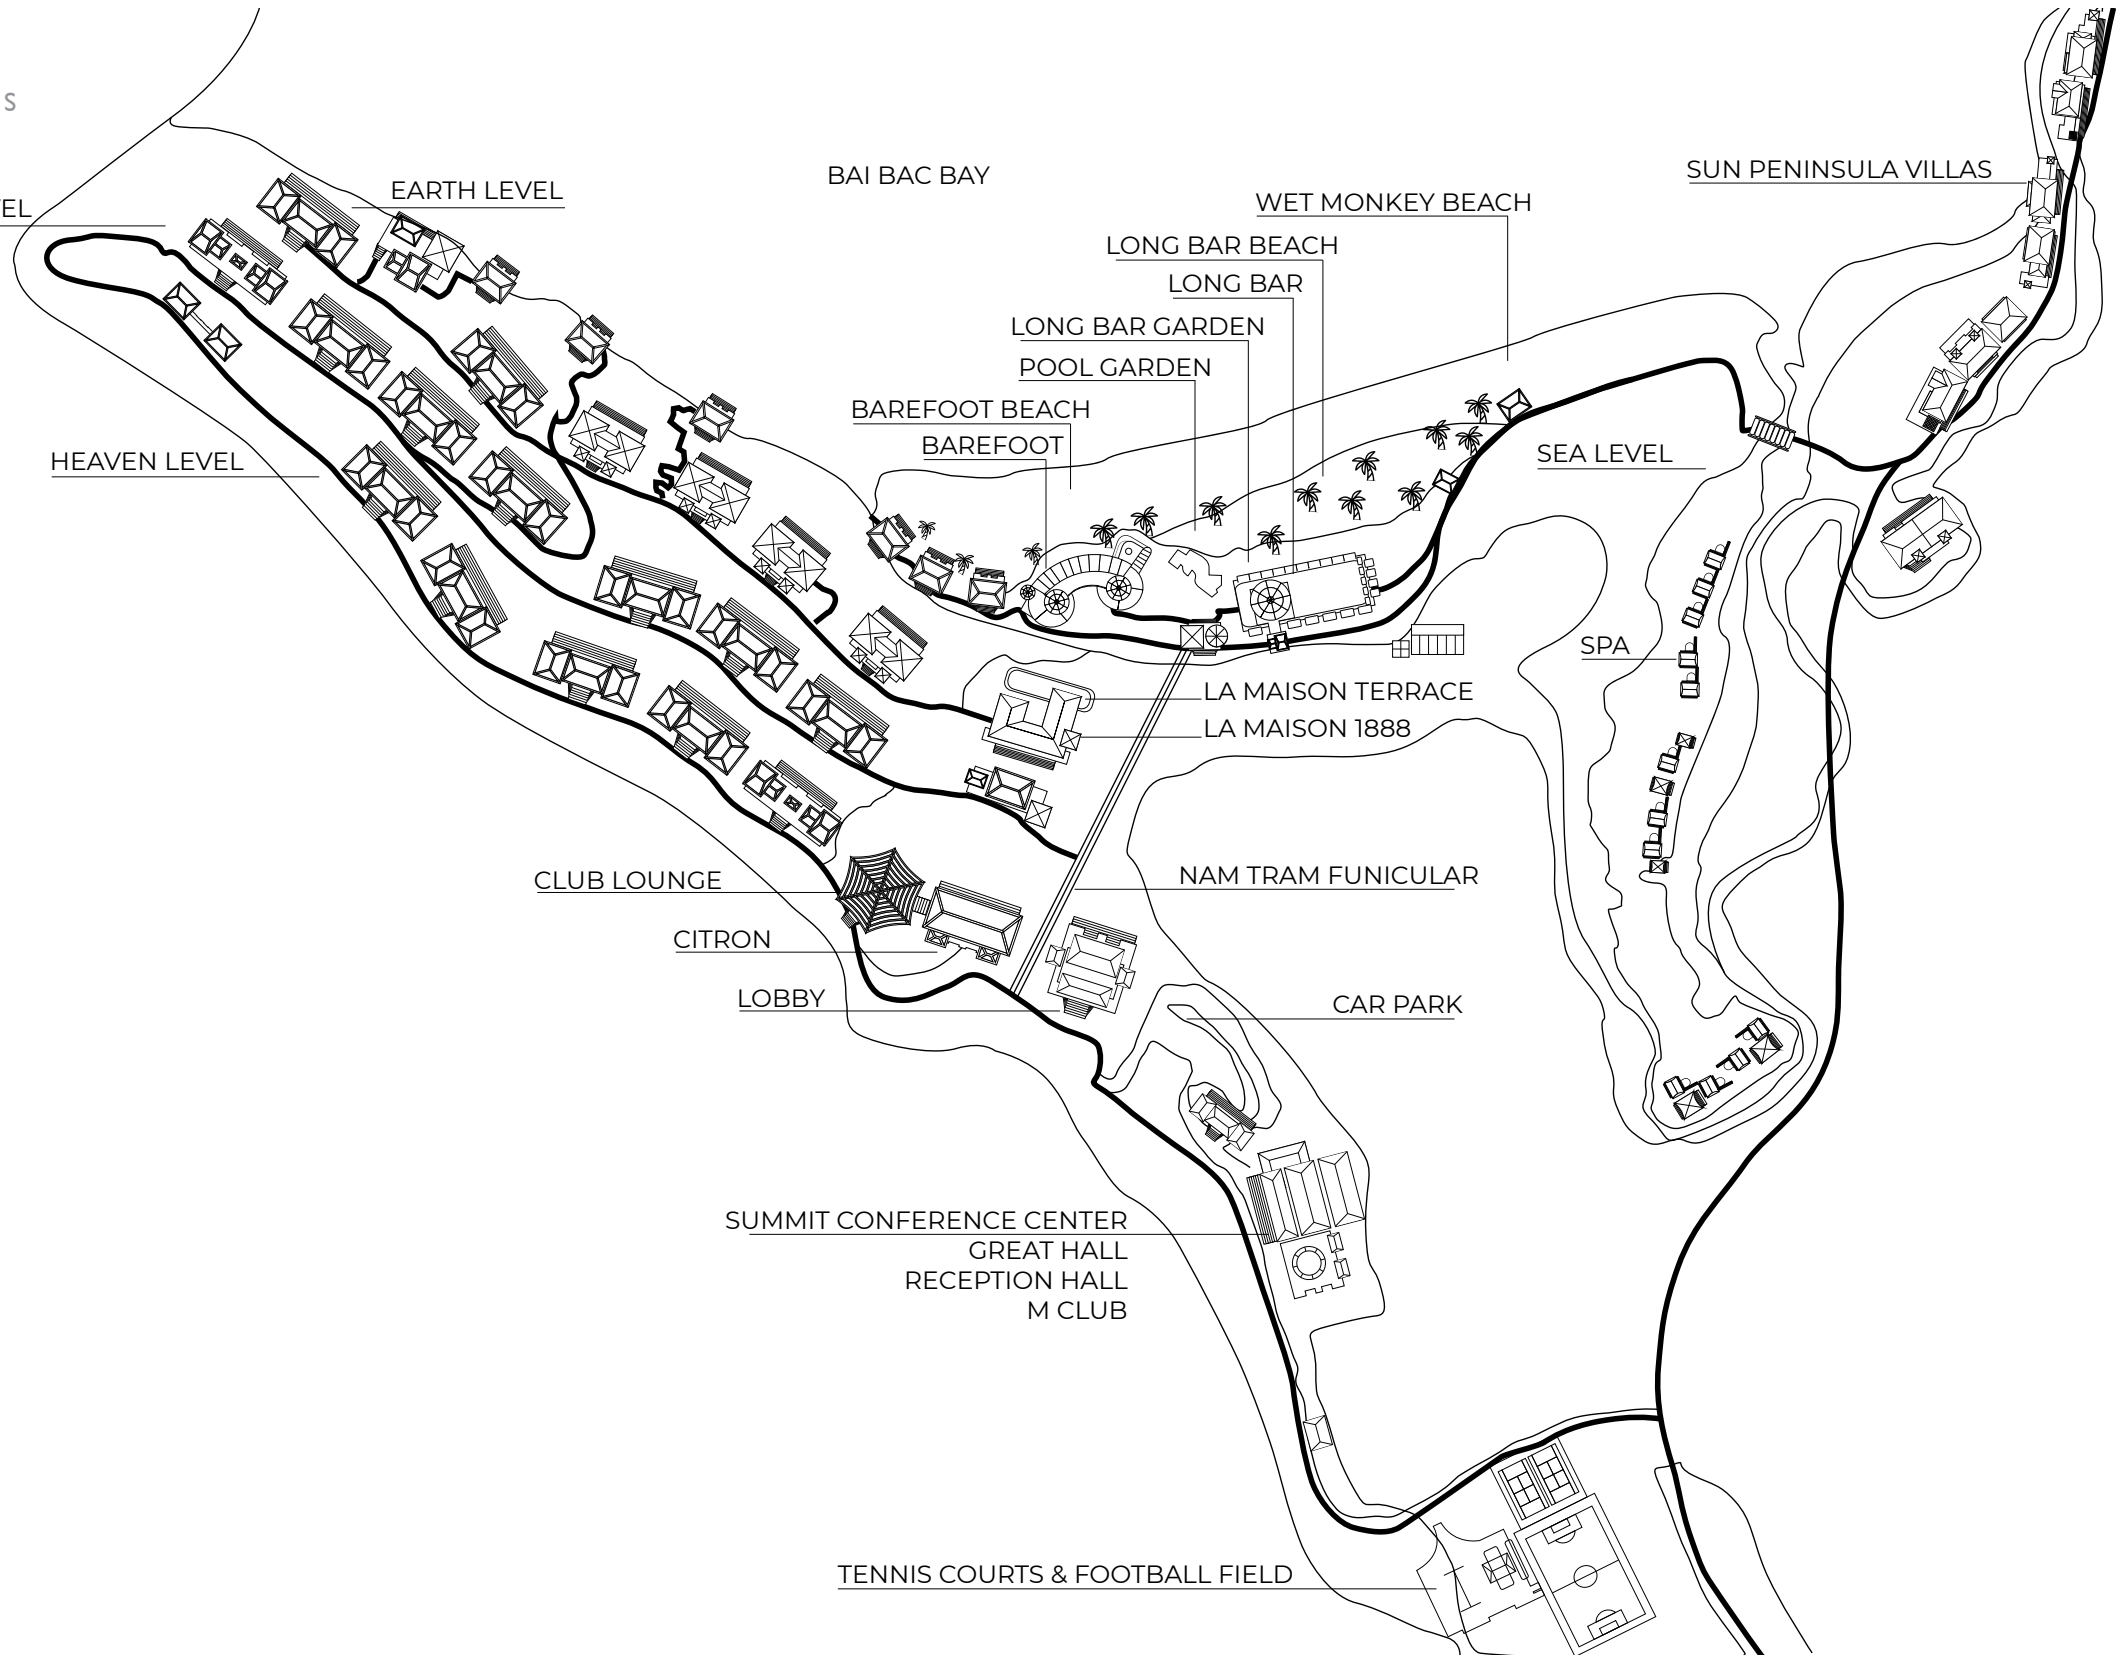 S
EARTH LEVEL
BAI BAC BAY
SUN PENINSULA VILLAS
WET MONKEY BEACH
LONG BAR BEACH
LONG BAR
LONG BAR GARDEN
POOL GARDEN
BAREFOOT BEACH
BAREFOOT
HEAVEN LEVEL
SEA LEVEL
SPA
LA MAISON TERRACE
LA MAISON 1888
CLUB LOUNGE
NAM TRAM FUNICULAR
CITRON
LOBBY
CAR PARK
SUMMIT CONFERENCE CENTER
GREAT HALL
RECEPTION HALL
M CLUB
TENNIS COURTS & FOOTBALL FIELD